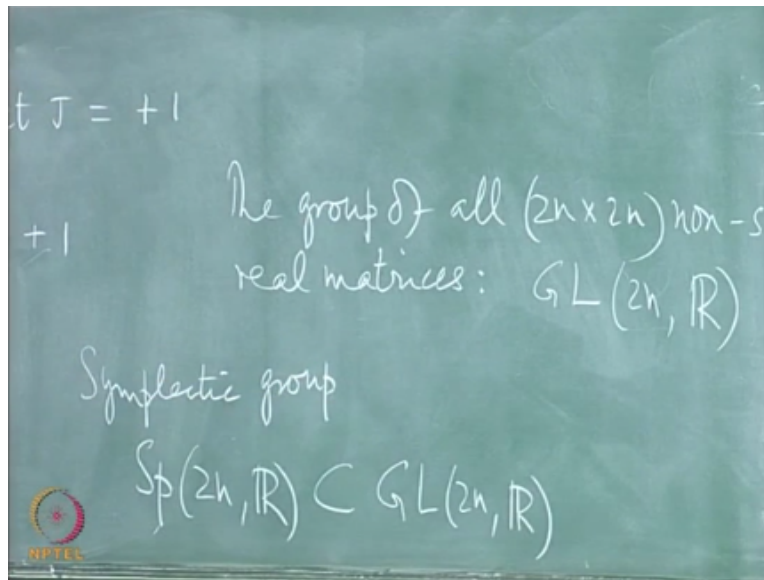 t J = +1
The group of all (2n×2n) non-s
+1
real matrices: GL(2n, ℝ)
Symplectic group
Sp(2n, ℝ) ⊂ GL(2n, ℝ)
NPTEL